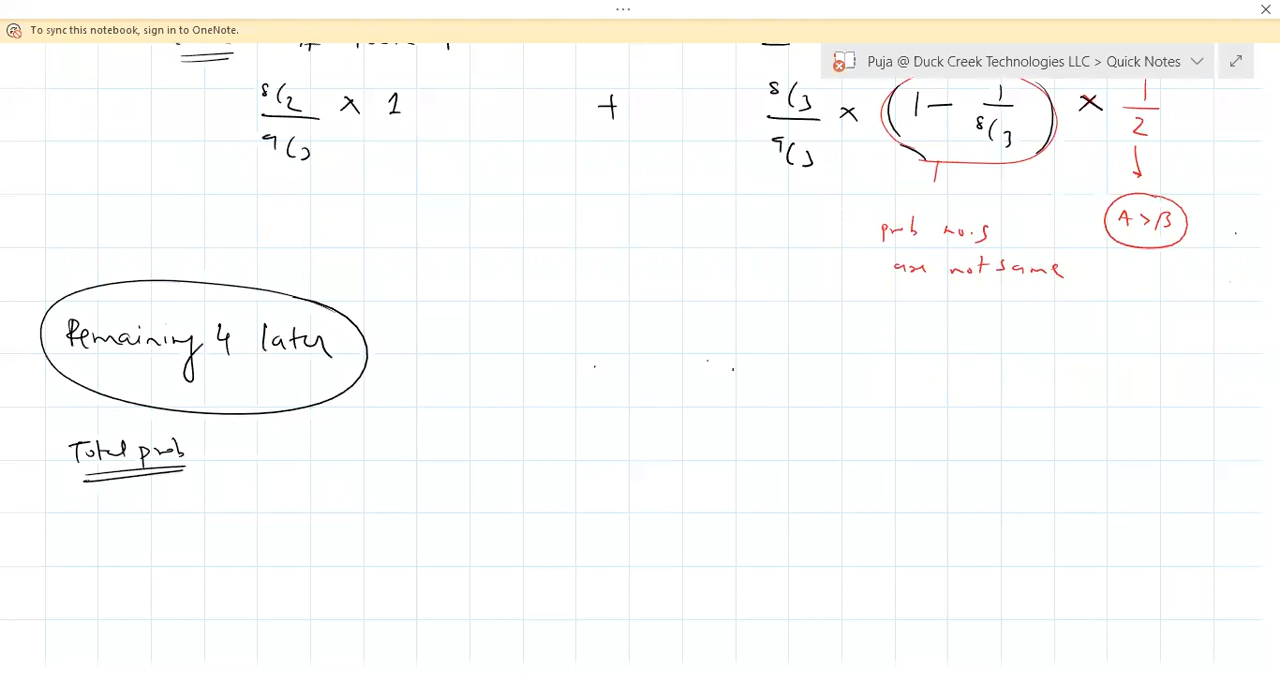 To sync this notebook, sign in to OneNote.
Puja @ Duck Creek Technologies LLC > Quick Notes
8C2 / 9C3 × 1 + 8C3 / 9C3 × (1 − 1 / 8C3) × 1 / 2
A > B
prob no.s
are not same
Remaining 4 later
Total prob